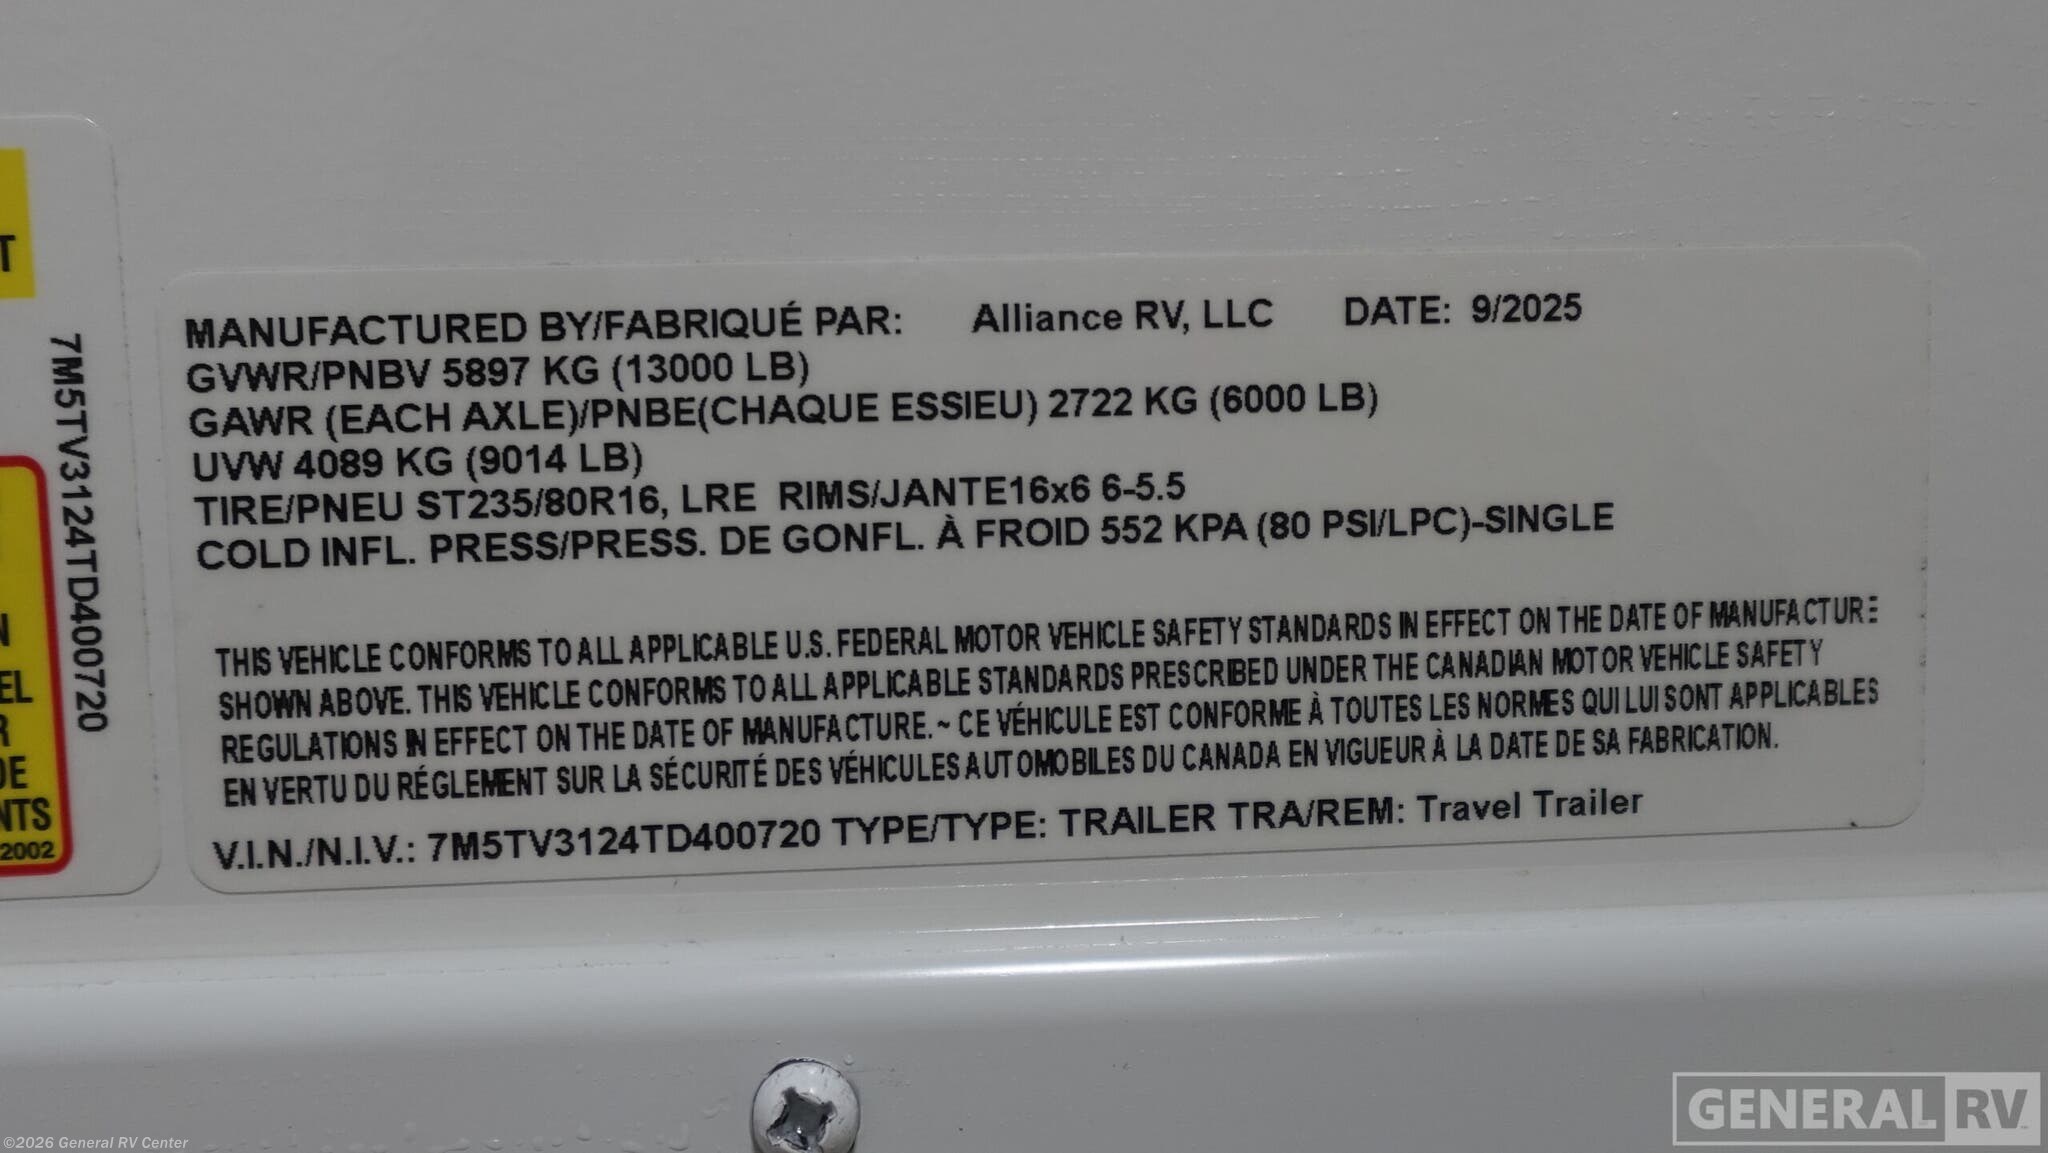 T
N
EL
R
DE
NTS
2002
7M5TV3124TD400720
MANUFACTURED BY/FABRIQUÉ PAR: Alliance RV, LLC DATE: 9/2025
GVWR/PNBV 5897 KG (13000 LB)
GAWR (EACH AXLE)/PNBE(CHAQUE ESSIEU) 2722 KG (6000 LB)
UVW 4089 KG (9014 LB)
TIRE/PNEU ST235/80R16, LRE RIMS/JANTE16x6 6-5.5
COLD INFL. PRESS/PRESS. DE GONFL. À FROID 552 KPA (80 PSI/LPC)-SINGLE
THIS VEHICLE CONFORMS TO ALL APPLICABLE U.S. FEDERAL MOTOR VEHICLE SAFETY STANDARDS IN EFFECT ON THE DATE OF MANUFACTURE
SHOWN ABOVE. THIS VEHICLE CONFORMS TO ALL APPLICABLE STANDARDS PRESCRIBED UNDER THE CANADIAN MOTOR VEHICLE SAFETY
REGULATIONS IN EFFECT ON THE DATE OF MANUFACTURE. ~ CE VÉHICULE EST CONFORME À TOUTES LES NORMES QUI LUI SONT APPLICABLES
EN VERTU DU RÉGLEMENT SUR LA SÉCURITÉ DES VÉHICULES AUTOMOBILES DU CANADA EN VIGUEUR À LA DATE DE SA FABRICATION.
V.I.N./N.I.V.: 7M5TV3124TD400720 TYPE/TYPE: TRAILER TRA/REM: Travel Trailer
©2026 General RV Center
GENERAL RV